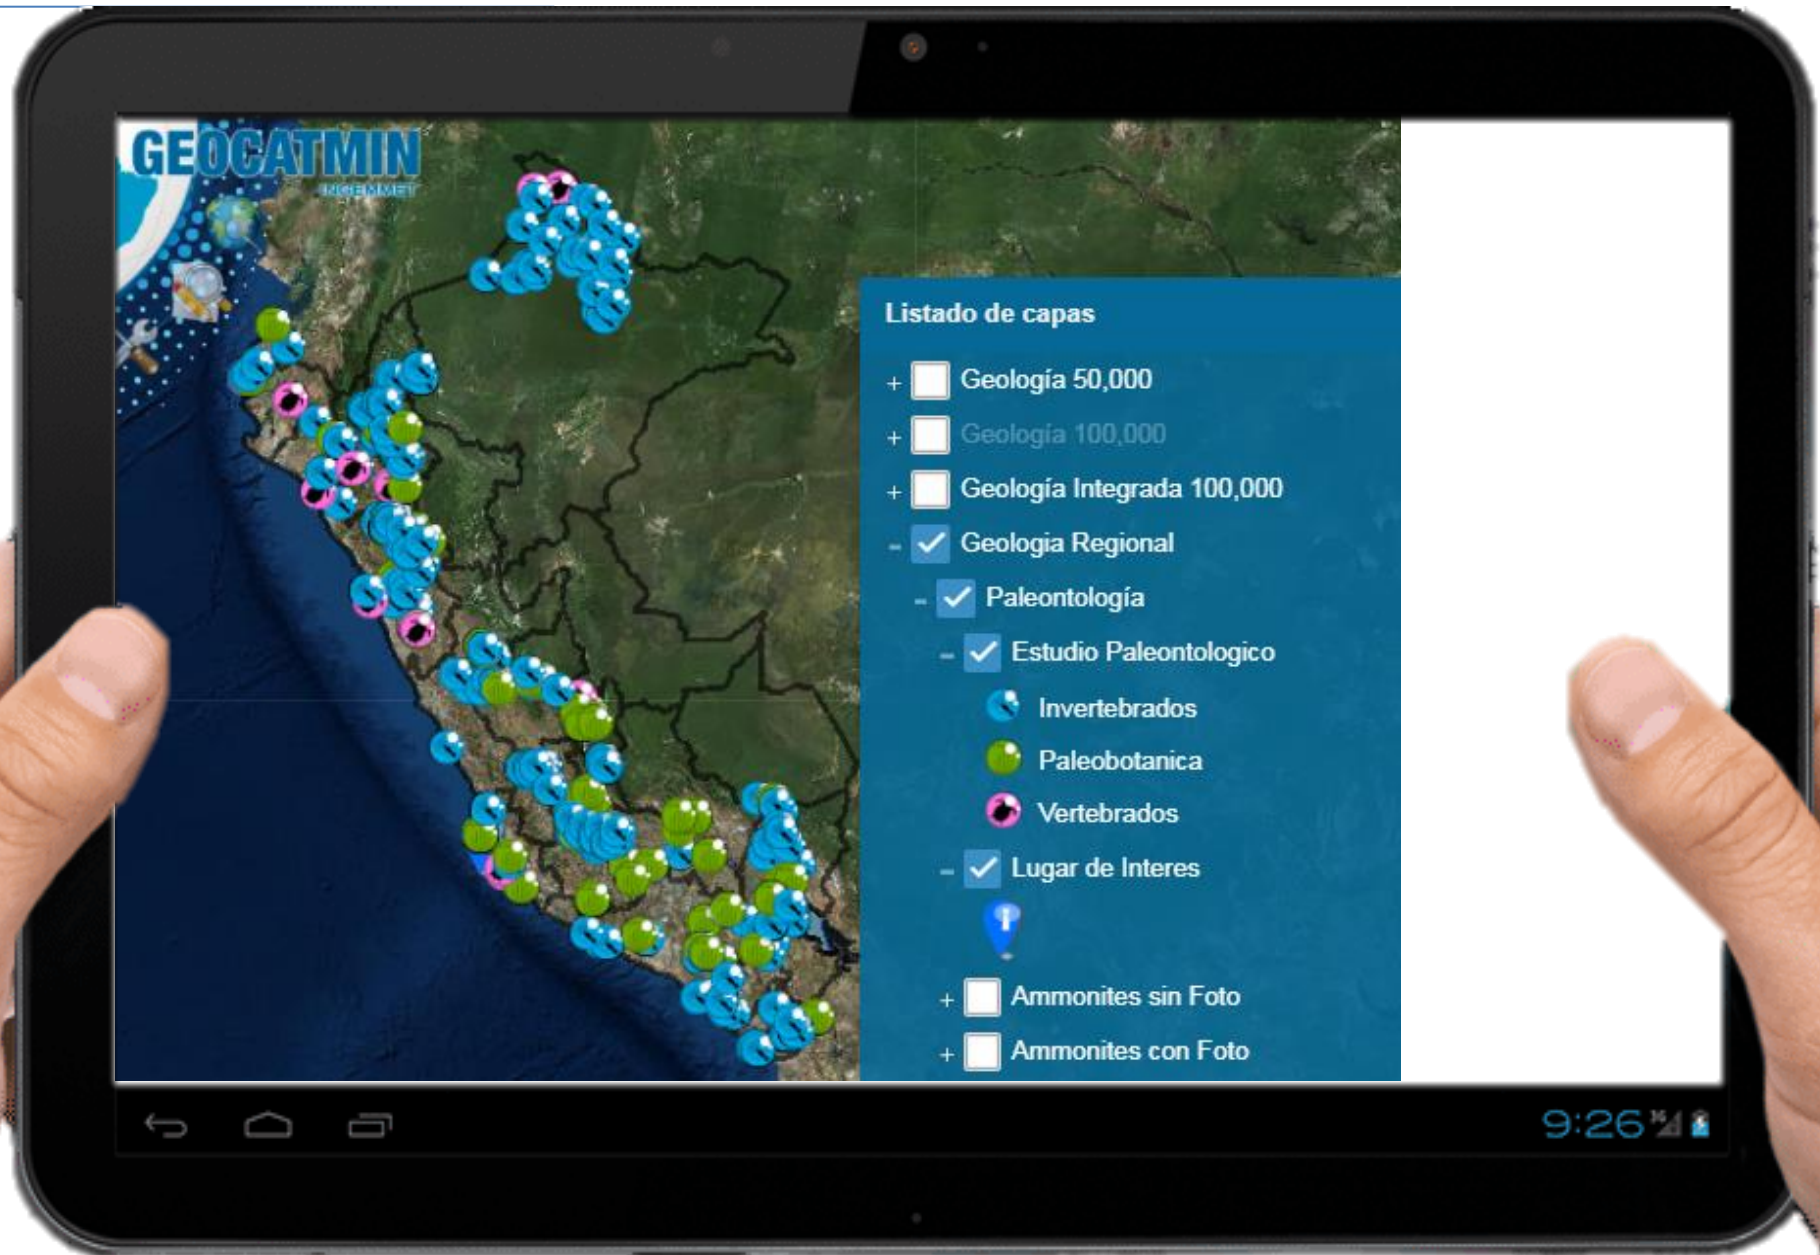 GEOCATMIN
INGEMMET
Listado de capas
+ Geología 50,000
+ Geología 100,000
+ Geología Integrada 100,000
- Geologia Regional
- Paleontología
- Estudio Paleontologico
Invertebrados
Paleobotanica
Vertebrados
- Lugar de Interes
+ Ammonites sin Foto
+ Ammonites con Foto
9:26 3G